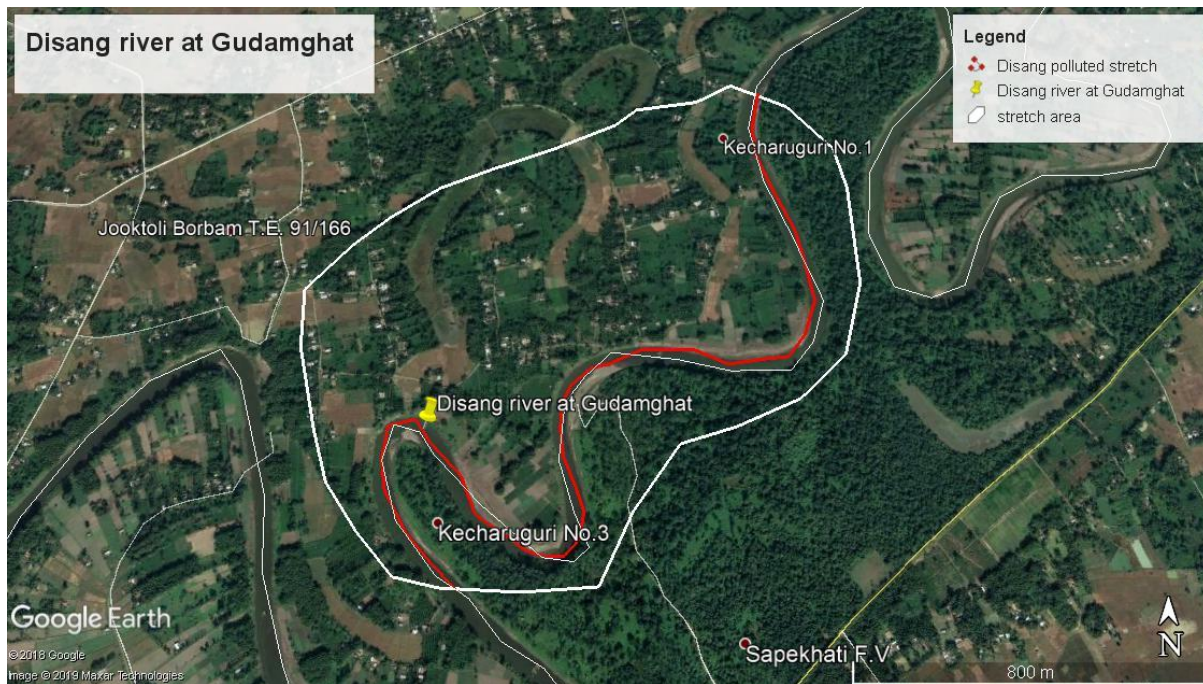 Disang river at Gudamghat
Legend
Disang polluted stretch
Disang river at Gudamghat
stretch area
Kecharuguri No.1
Jooktoli Borbam T.E. 91/166
Disang river at Gudamghat
Kecharuguri No.3
Sapekhati F.V
Google Earth
© 2018 Google
Image © 2019 Maxar Technologies
N
800 m